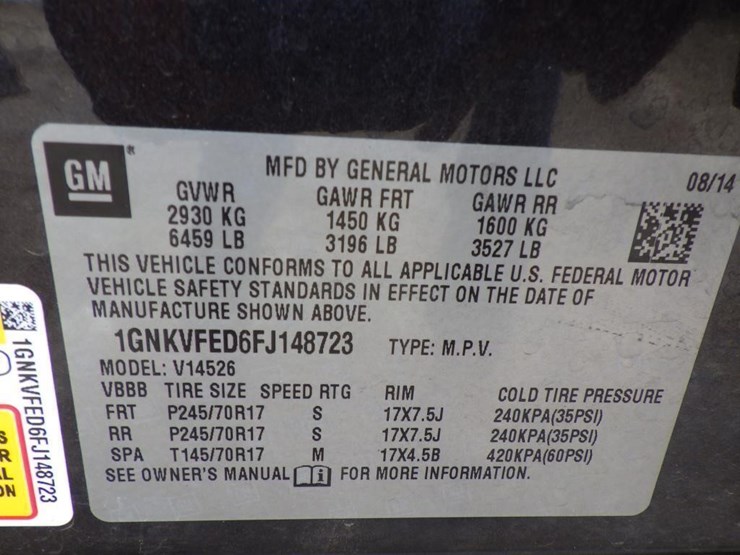 GM
MFD BY GENERAL MOTORS LLC 08/14
GVWR GAWR FRT GAWR RR
2930 KG 1450 KG 1600 KG
6459 LB 3196 LB 3527 LB
THIS VEHICLE CONFORMS TO ALL APPLICABLE U.S. FEDERAL MOTOR
VEHICLE SAFETY STANDARDS IN EFFECT ON THE DATE OF
MANUFACTURE SHOWN ABOVE.
1GNKVFED6FJ148723 TYPE: M.P.V.
MODEL: V14526
VBBB TIRE SIZE SPEED RTG RIM COLD TIRE PRESSURE
FRT P245/70R17 S 17X7.5J 240KPA(35PSI)
RR P245/70R17 S 17X7.5J 240KPA(35PSI)
SPA T145/70R17 M 17X4.5B 420KPA(60PSI)
SEE OWNER'S MANUAL i FOR MORE INFORMATION.
1GNKVFED6FJ148723